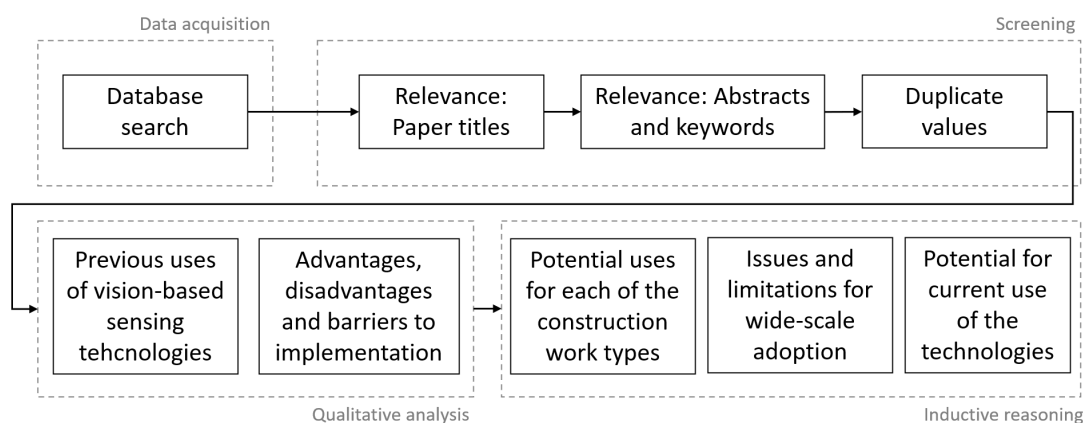 Data acquisition
Screening
Database
search
Relevance:
Paper titles
Relevance: Abstracts
and keywords
Duplicate
values
Previous uses
of vision-based
sensing
tehcnologies
Advantages,
disadvantages
and barriers to
implementation
Potential uses
for each of the
construction
work types
Issues and
limitations for
wide-scale
adoption
Potential for
current use
of the
technologies
Qualitative analysis
Inductive reasoning